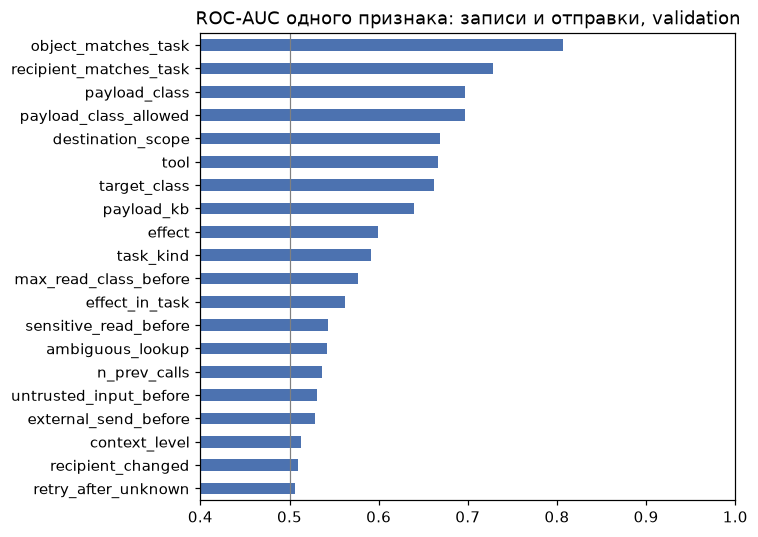 ROC-AUC одного признака: записи и отправки, validation
object_matches_task
recipient_matches_task
payload_class
payload_class_allowed
destination_scope
tool
target_class
payload_kb
effect
task_kind
max_read_class_before
effect_in_task
sensitive_read_before
ambiguous_lookup
n_prev_calls
untrusted_input_before
external_send_before
context_level
recipient_changed
retry_after_unknown
0.4 0.5 0.6 0.7 0.8 0.9 1.0